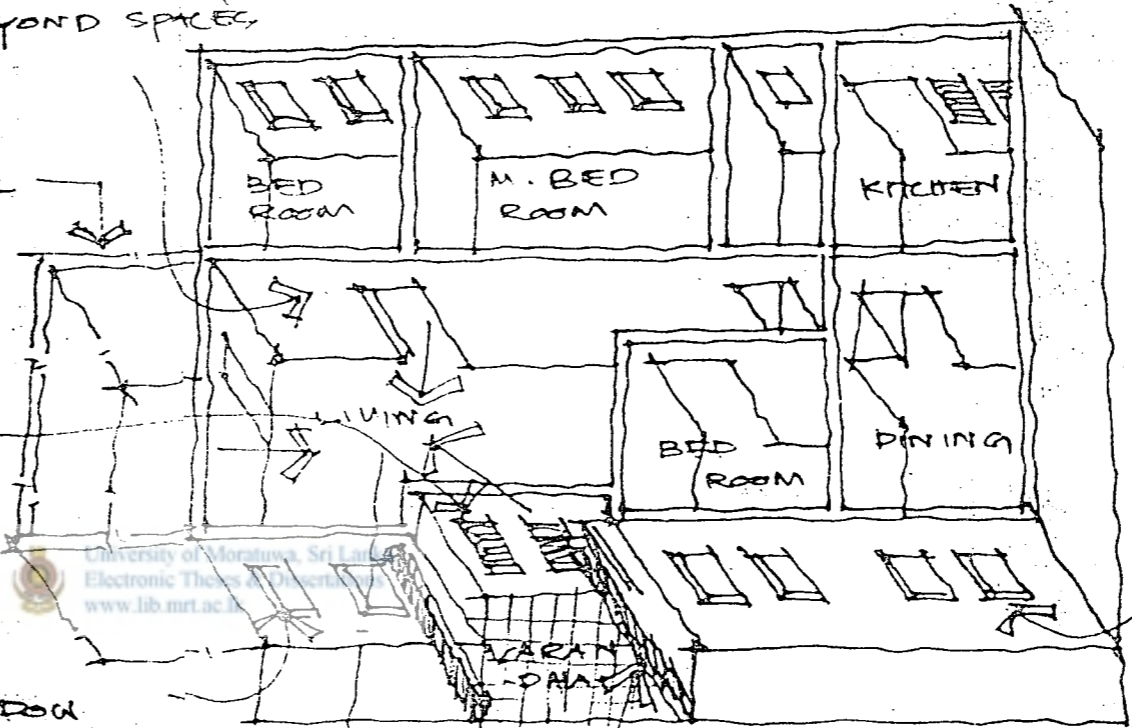 YOND SPACES
BED
ROOM
M. BED
ROOM
KITCHEN
LIVING
BED
ROOM
DINING
University of Moratuwa, Sri Lanka
Electronic Theses & Dissertations
www.lib.mrt.ac.lk
VARAN
-DHA
DOW